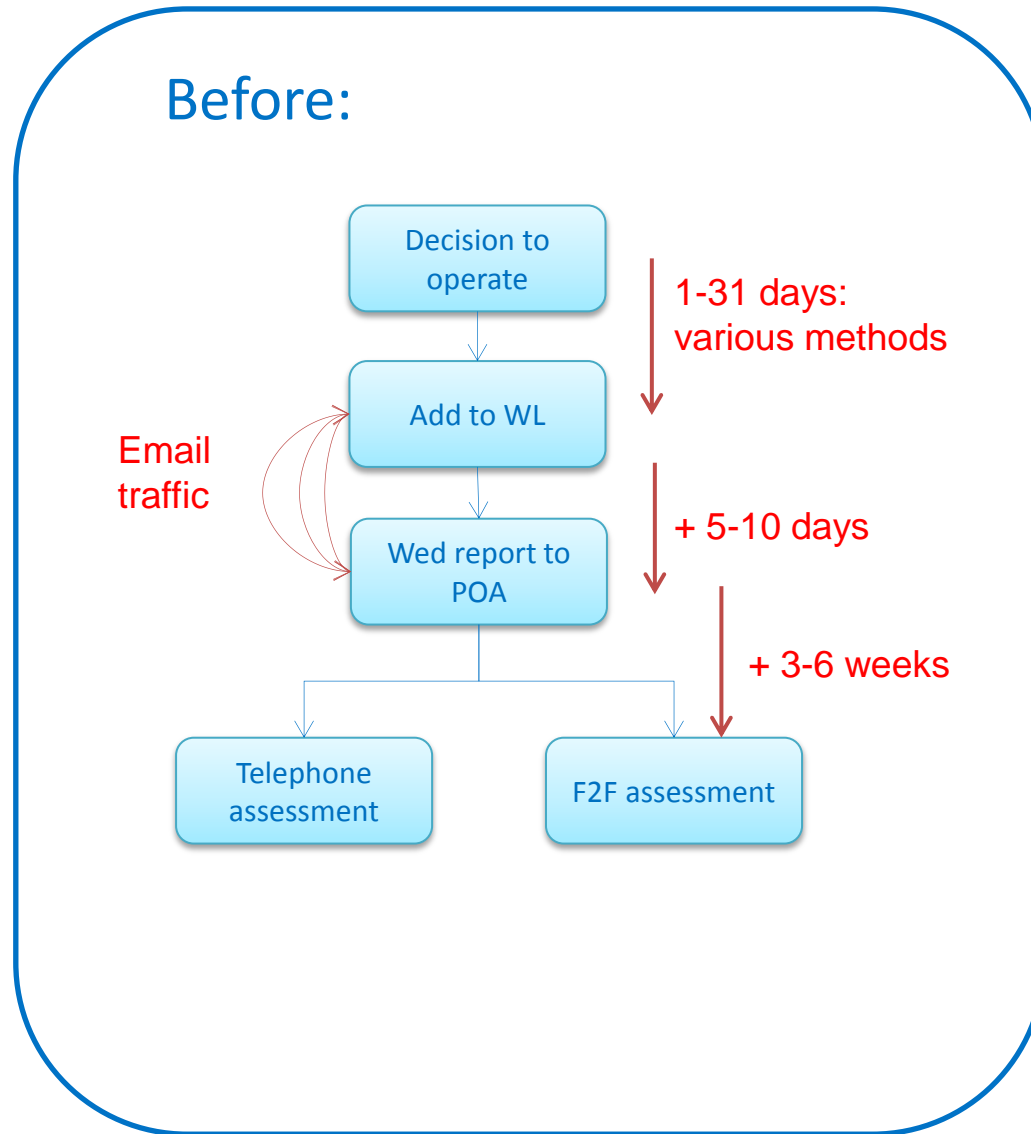 Before:
Decision to
operate
1-31 days:
various methods
Add to WL
Email
traffic
+ 5-10 days
Wed report to
POA
+ 3-6 weeks
Telephone
assessment
F2F assessment